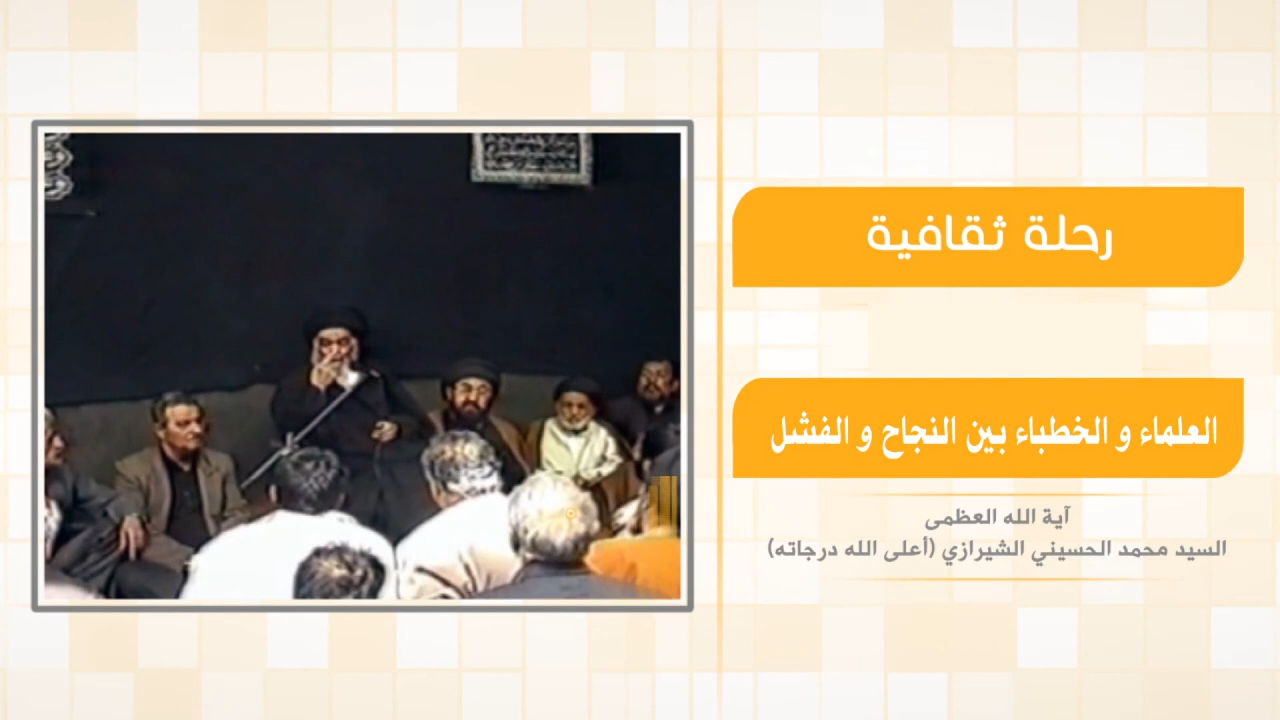 رحلة ثقافية
العلماء و الخطباء بين النجاح و الفشل
آية الله العظمى
السيد محمد الحسيني الشيرازي (أعلى الله درجاته)